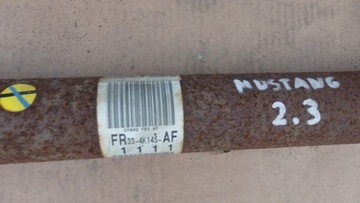 FR33-4K145-AF
1 1 1 1
MUSTANG
2.3